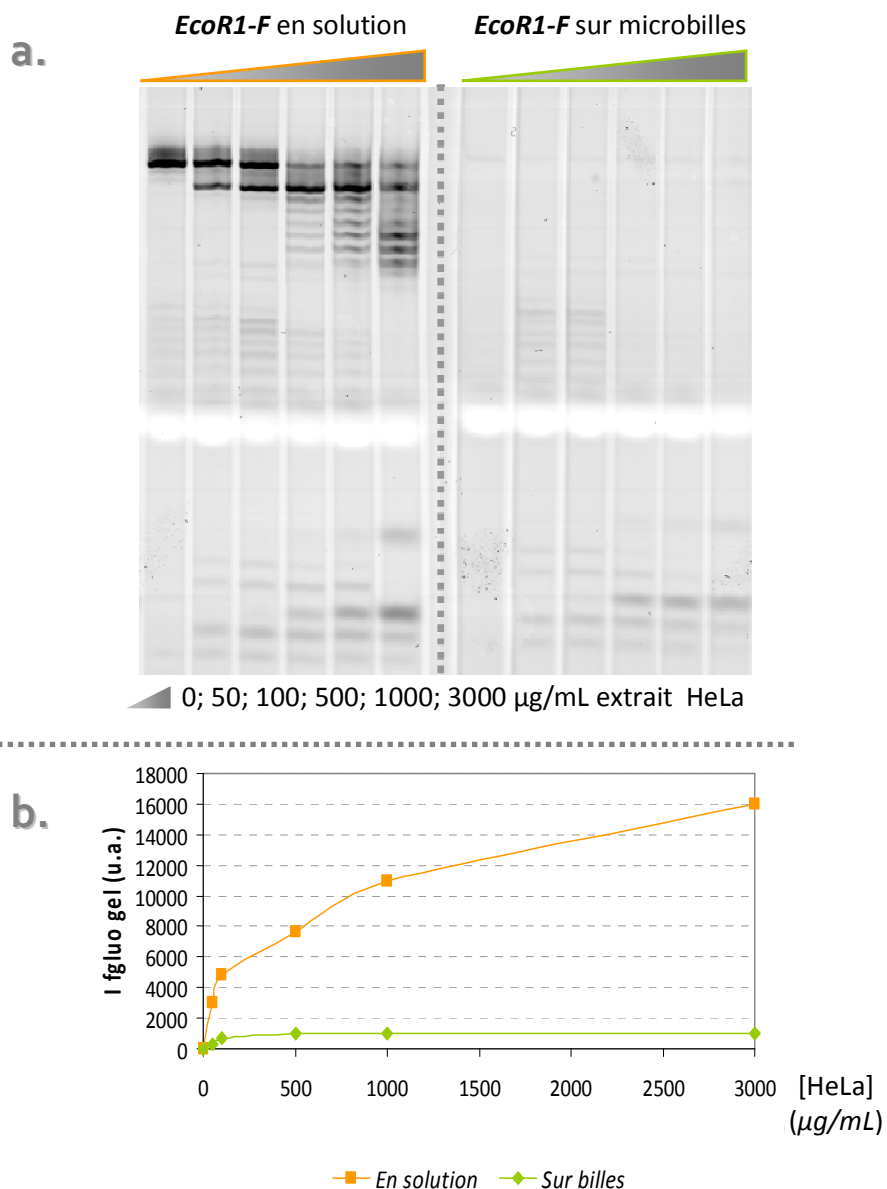 EcoR1-F en solution EcoR1-F sur microbilles
a.
0; 50; 100; 500; 1000; 3000 µg/mL extrait HeLa
b.
18000
16000
14000
12000
10000
8000
6000
4000
2000
0
I fgluo gel (u.a.)
0 500 1000 1500 2000 2500 3000
[HeLa]
(µg/mL)
En solution Sur billes